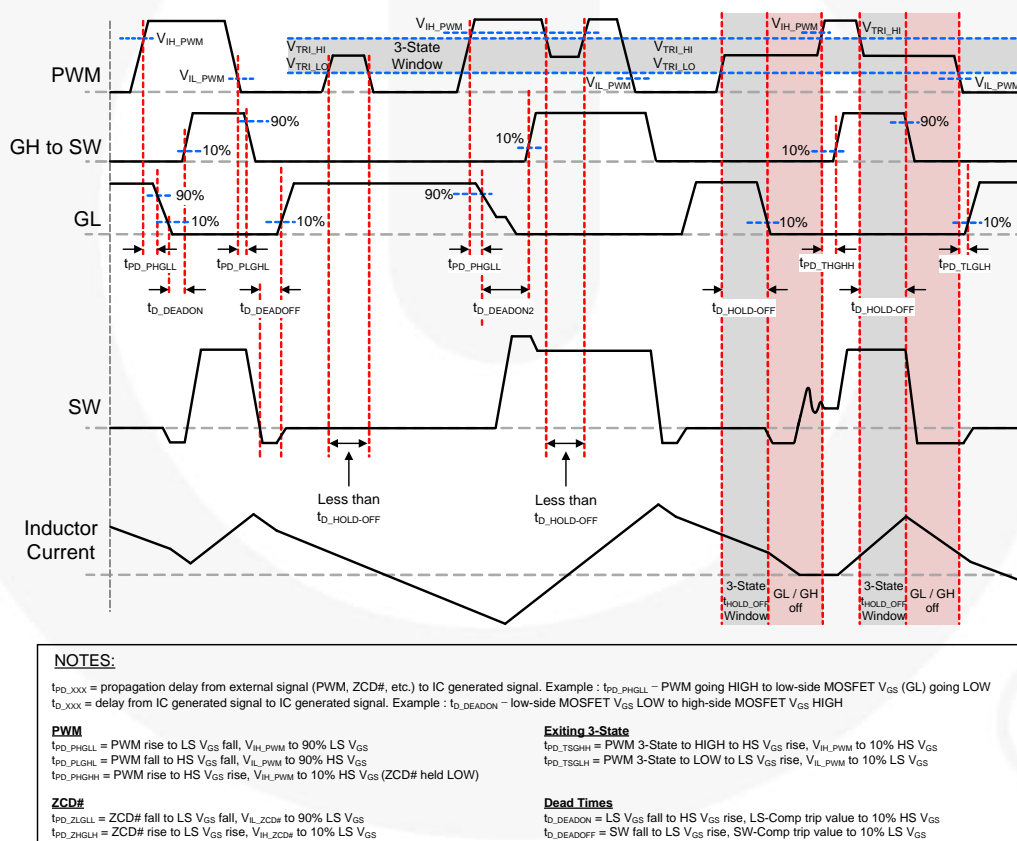 V_IH_PWM
V_IL_PWM
V_TRI_HI
V_TRI_LO
3-State
Window
V_IH_PWM
V_TRI_HI
V_TRI_LO
V_IL_PWM
V_IH_PWM
V_TRI_HI
V_IL_PWM
PWM
90%
10%
10%
10%
90%
GH to SW
90%
10%
10%
90%
10%
10%
GL
t_PD_PHGLL
t_PD_PLGHL
t_PD_PHGLL
t_PD_THGHH
t_PD_TLGLH
t_D_DEADON
t_D_DEADOFF
t_D_DEADON2
t_D_HOLD-OFF
t_D_HOLD-OFF
SW
Less than
t_D_HOLD-OFF
Less than
t_D_HOLD-OFF
Inductor
Current
3-State
t_HOLD_OFF
Window
GL / GH
off
3-State
t_HOLD_OFF
Window
GL / GH
off
NOTES:
t_PD_XXX = propagation delay from external signal (PWM, ZCD#, etc.) to IC generated signal. Example : t_PD_PHGLL – PWM going HIGH to low-side MOSFET V_GS (GL) going LOW
t_D_XXX = delay from IC generated signal to IC generated signal. Example : t_D_DEADON – low-side MOSFET V_GS LOW to high-side MOSFET V_GS HIGH
PWM
t_PD_PHGLL = PWM rise to LS V_GS fall, V_IH_PWM to 90% LS V_GS
t_PD_PLGHL = PWM fall to HS V_GS fall, V_IL_PWM to 90% HS V_GS
t_PD_PHGHH = PWM rise to HS V_GS rise, V_IH_PWM to 10% HS V_GS (ZCD# held LOW)
Exiting 3-State
t_PD_TSGHH = PWM 3-State to HIGH to HS V_GS rise, V_IH_PWM to 10% HS V_GS
t_PD_TSGLH = PWM 3-State to LOW to LS V_GS rise, V_IL_PWM to 10% LS V_GS
ZCD#
t_PD_ZLGLL = ZCD# fall to LS V_GS fall, V_IL_ZCD# to 90% LS V_GS
t_PD_ZHGLH = ZCD# rise to LS V_GS rise, V_IH_ZCD# to 10% LS V_GS
Dead Times
t_D_DEADON = LS V_GS fall to HS V_GS rise, LS-Comp trip value to 10% HS V_GS
t_D_DEADOFF = SW fall to LS V_GS rise, SW-Comp trip value to 10% LS V_GS